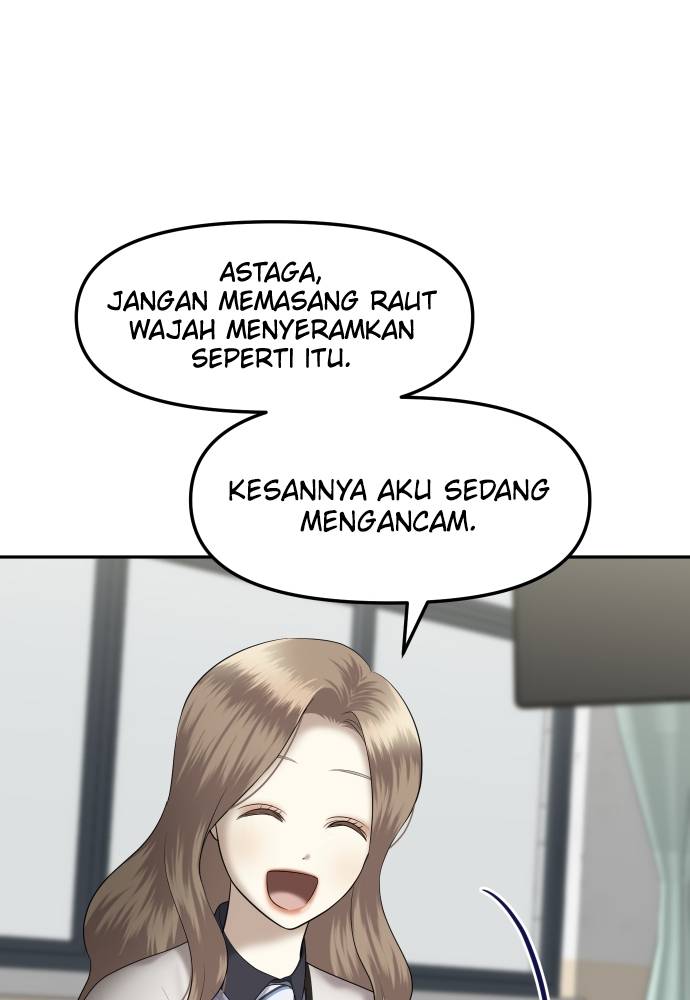 ASTAGA,
JANGAN MEMASANG RAUT
WAJAH MENYERAMKAN
SEPERTI ITU.
KESANNYA AKU SEDANG
MENGANCAM.